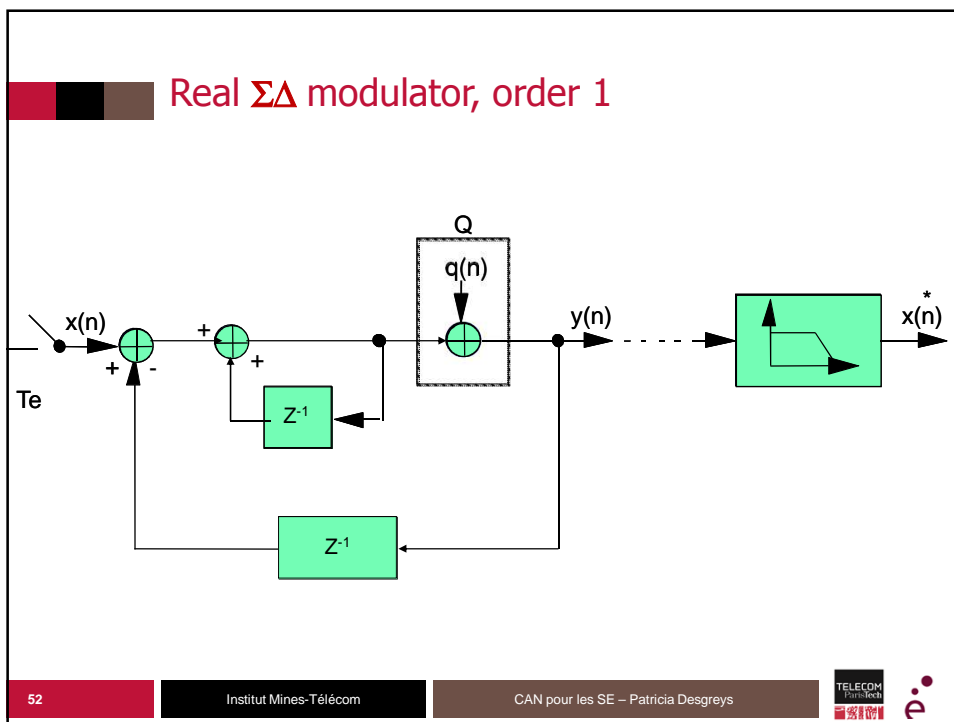 Real ΣΔ modulator, order 1
Q
q(n)
x(n)
y(n)
*
x(n)
+
+
+ -
Te
Z-1
Z-1
52
Institut Mines-Télécom
CAN pour les SE – Patricia Desgreys
TELECOM
ParisTech